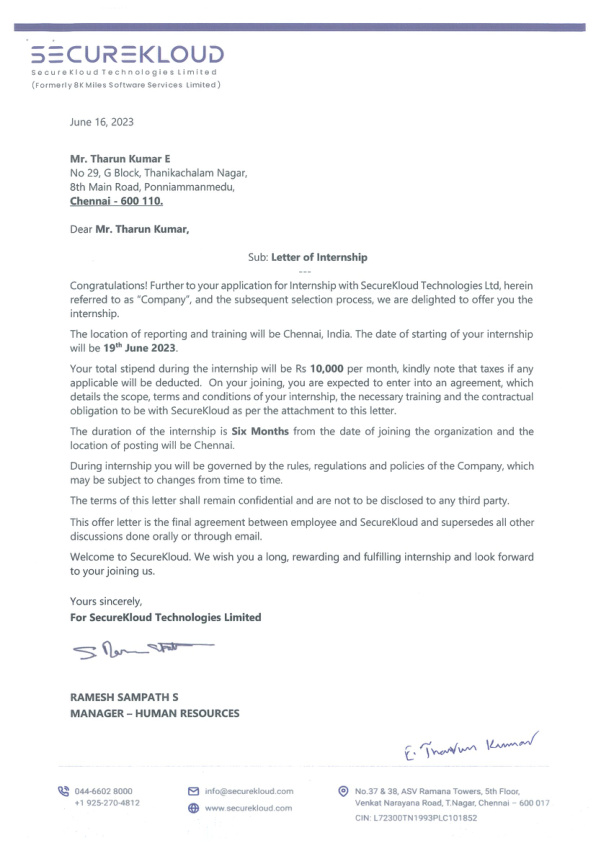 SECUREKLOUD
SecureKloud Technologies Limited
(Formerly 8K Miles Software Services Limited)
June 16, 2023
Mr. Tharun Kumar E
No 29, G Block, Thanikachalam Nagar,
8th Main Road, Ponniammanmedu,
Chennai - 600 110.
Dear Mr. Tharun Kumar,
Sub: Letter of Internship
---
Congratulations! Further to your application for Internship with SecureKloud Technologies Ltd, herein
referred to as “Company”, and the subsequent selection process, we are delighted to offer you the
internship.
The location of reporting and training will be Chennai, India. The date of starting of your internship
will be 19th June 2023.
Your total stipend during the internship will be Rs 10,000 per month, kindly note that taxes if any
applicable will be deducted. On your joining, you are expected to enter into an agreement, which
details the scope, terms and conditions of your internship, the necessary training and the contractual
obligation to be with SecureKloud as per the attachment to this letter.
The duration of the internship is Six Months from the date of joining the organization and the
location of posting will be Chennai.
During internship you will be governed by the rules, regulations and policies of the Company, which
may be subject to changes from time to time.
The terms of this letter shall remain confidential and are not to be disclosed to any third party.
This offer letter is the final agreement between employee and SecureKloud and supersedes all other
discussions done orally or through email.
Welcome to SecureKloud. We wish you a long, rewarding and fulfilling internship and look forward
to your joining us.
Yours sincerely,
For SecureKloud Technologies Limited
RAMESH SAMPATH S
MANAGER – HUMAN RESOURCES
E. Tharun Kumar
044-6602 8000
+1 925-270-4812
info@securekloud.com
www.securekloud.com
No.37 & 38, ASV Ramana Towers, 5th Floor,
Venkat Narayana Road, T.Nagar, Chennai – 600 017
CIN: L72300TN1993PLC101852